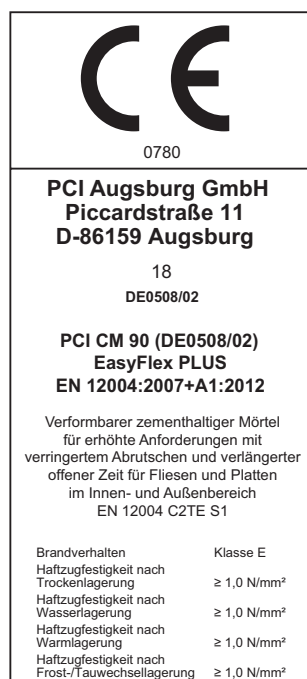 CE
0780
PCI Augsburg GmbH
Piccardstraße 11
D-86159 Augsburg
18
DE0508/02
PCI CM 90 (DE0508/02)
EasyFlex PLUS
EN 12004:2007+A1:2012
Verformbarer zementhaltiger Mörtel
für erhöhte Anforderungen mit
verringertem Abrutschen und verlängerter
offener Zeit für Fliesen und Platten
im Innen- und Außenbereich
EN 12004 C2TE S1
Brandverhalten Klasse E
Haftzugfestigkeit nach
Trockenlagerung ≥ 1,0 N/mm²
Haftzugfestigkeit nach
Wasserlagerung ≥ 1,0 N/mm²
Haftzugfestigkeit nach
Warmlagerung ≥ 1,0 N/mm²
Haftzugfestigkeit nach
Frost-/Tauwechsellagerung ≥ 1,0 N/mm²